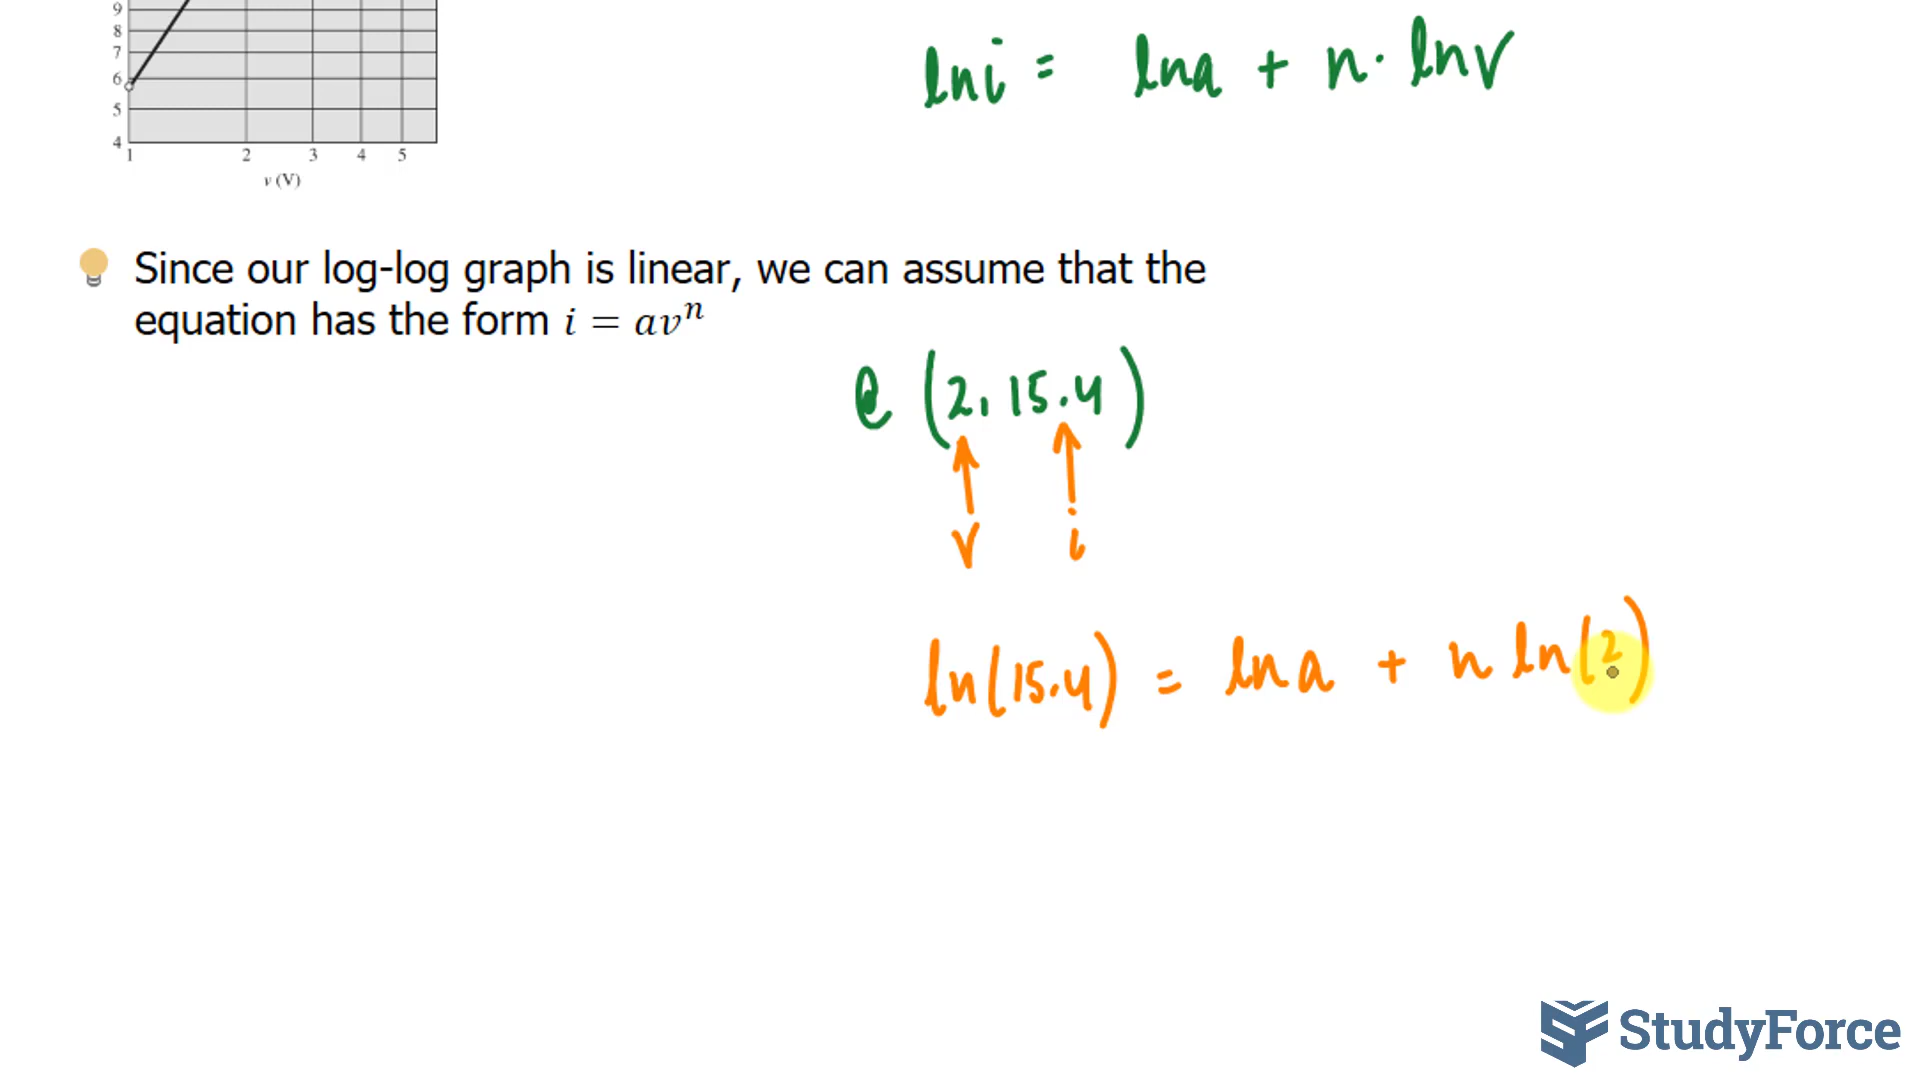 9
8
7
6
5
4
1 2 3 4 5
v (V)
ln i = ln a + n · ln v
Since our log-log graph is linear, we can assume that the
equation has the form i = avⁿ
@ (2, 15.4)
v i
ln(15.4) = ln a + n ln(2)
StudyForce